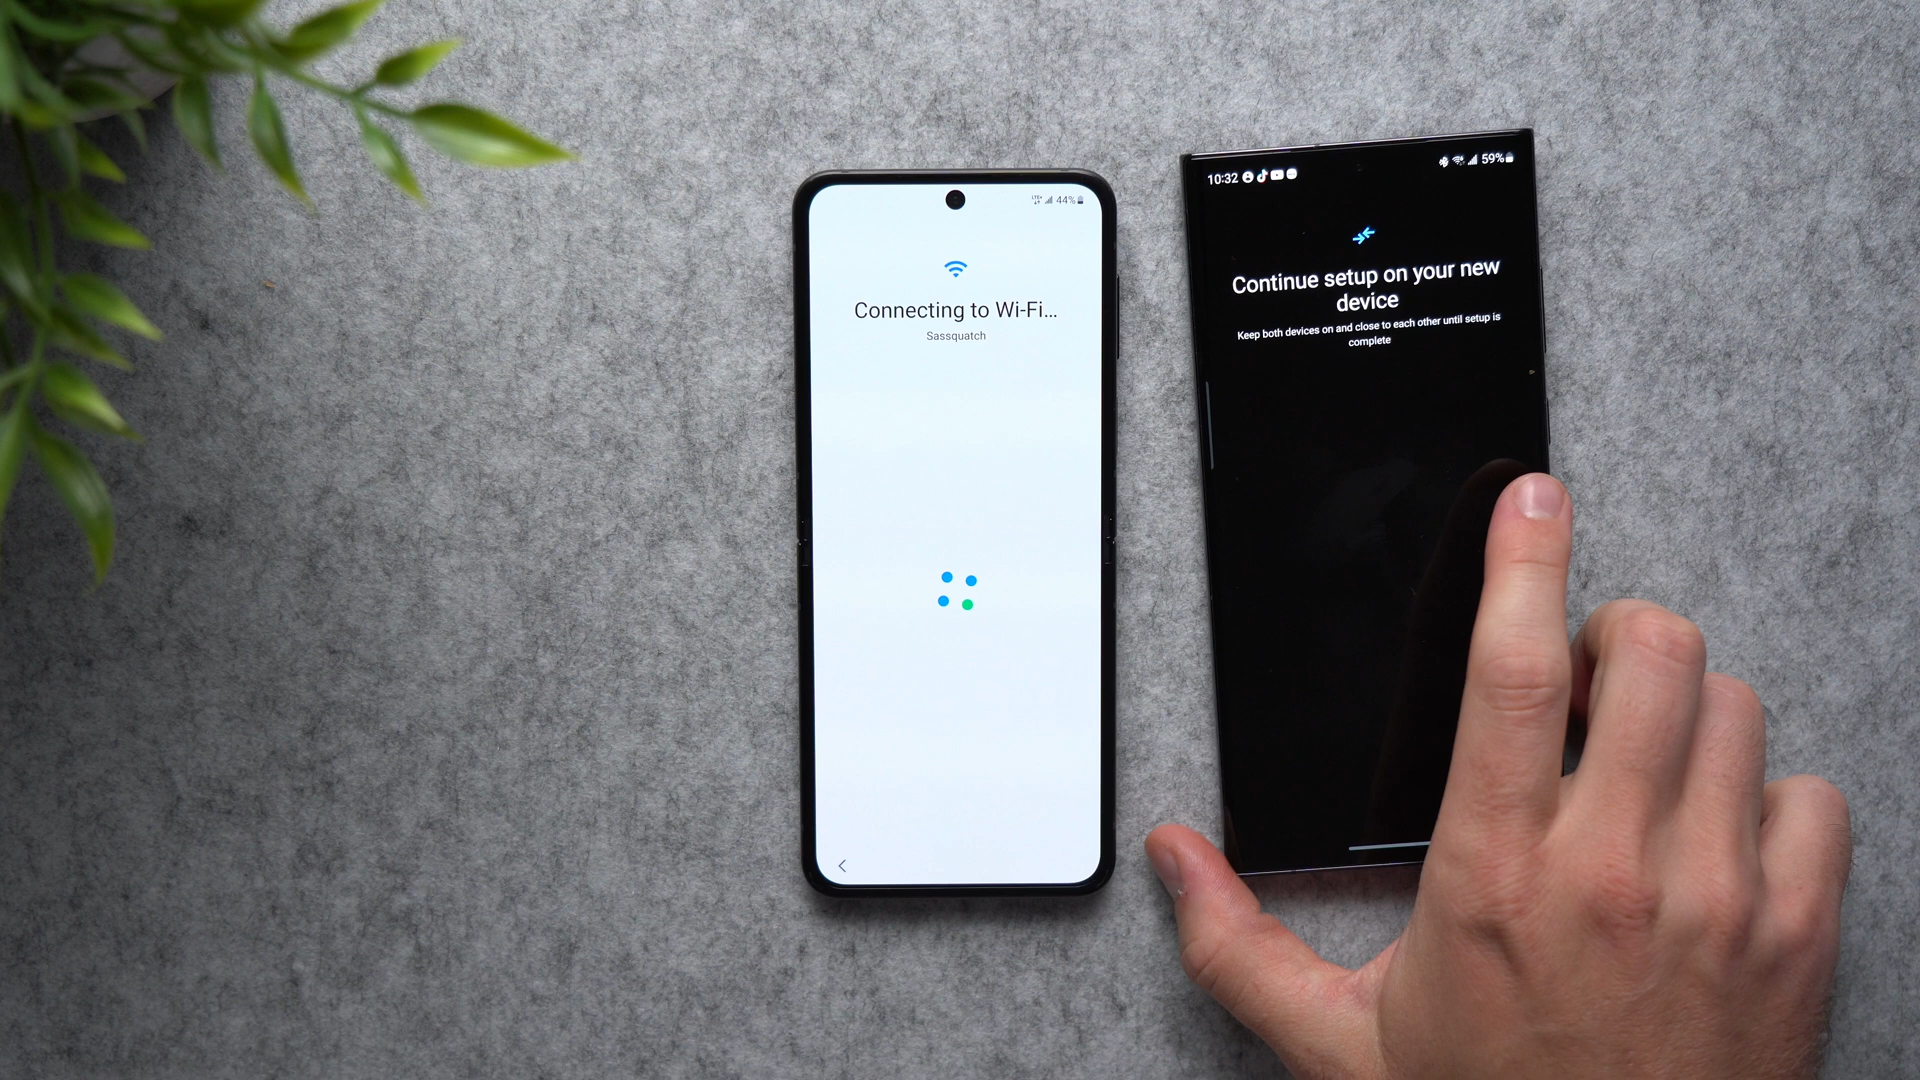 LTE+ 44%
Connecting to Wi-Fi...
Sassquatch
10:32 59%
Continue setup on your new
device
Keep both devices on and close to each other until setup is
complete